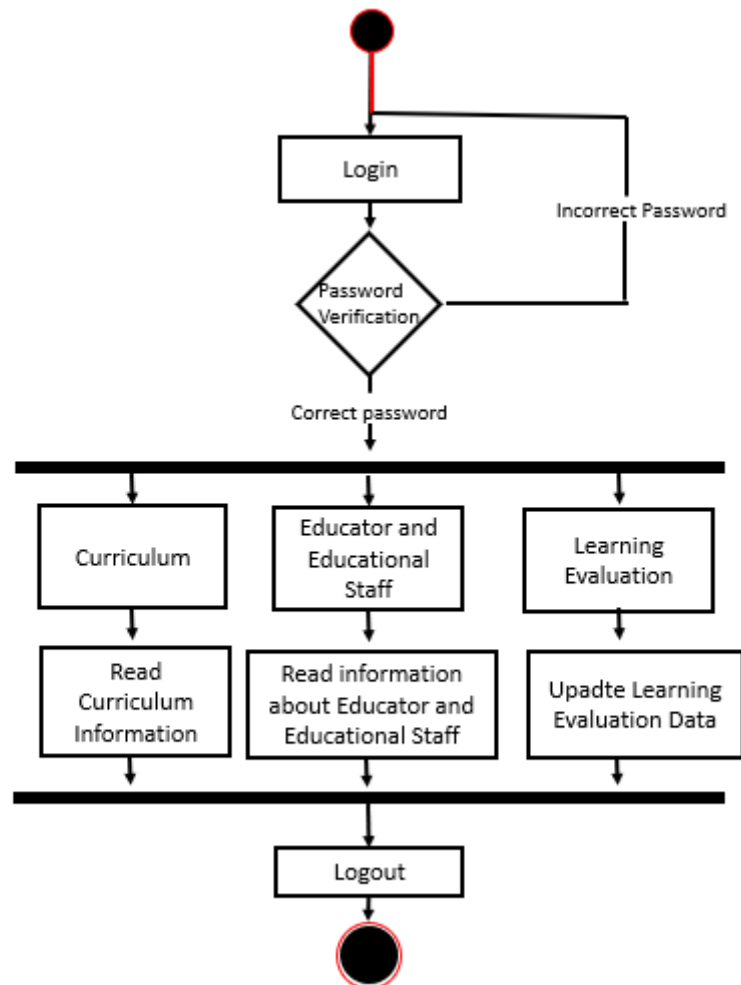 Login
Incorrect Password
Password
Verification
Correct password
Curriculum
Educator and
Educational
Staff
Learning
Evaluation
Read
Curriculum
Information
Read information
about Educator and
Educational Staff
Upadte Learning
Evaluation Data
Logout